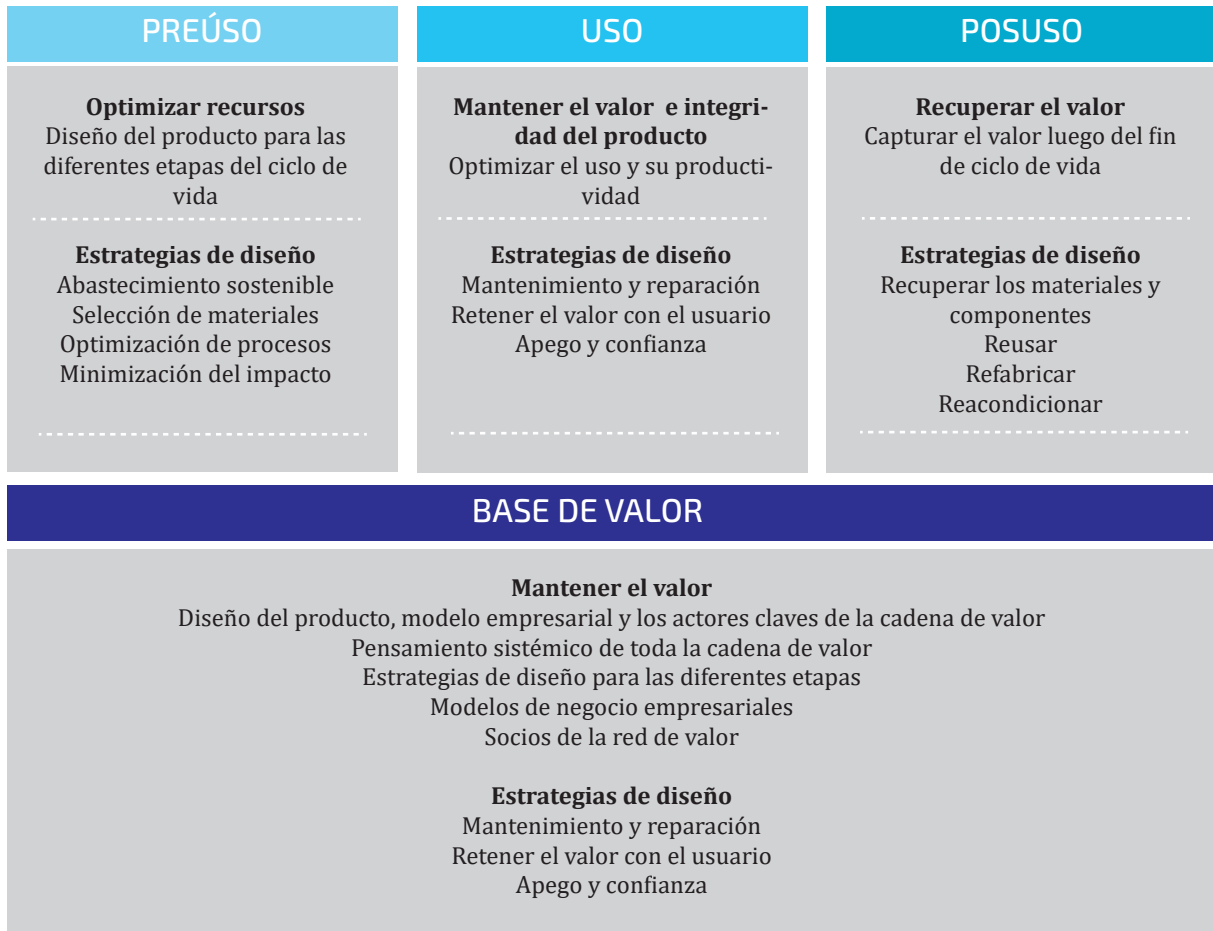 PREÚSO
Optimizar recursos
Diseño del producto para las
diferentes etapas del ciclo de
vida
Estrategias de diseño
Abastecimiento sostenible
Selección de materiales
Optimización de procesos
Minimización del impacto
USO
Mantener el valor e integri-
dad del producto
Optimizar el uso y su producti-
vidad
Estrategias de diseño
Mantenimiento y reparación
Retener el valor con el usuario
Apego y confianza
POSUSO
Recuperar el valor
Capturar el valor luego del fin
de ciclo de vida
Estrategias de diseño
Recuperar los materiales y
componentes
Reusar
Refabricar
Reacondicionar
BASE DE VALOR
Mantener el valor
Diseño del producto, modelo empresarial y los actores claves de la cadena de valor
Pensamiento sistémico de toda la cadena de valor
Estrategias de diseño para las diferentes etapas
Modelos de negocio empresariales
Socios de la red de valor
Estrategias de diseño
Mantenimiento y reparación
Retener el valor con el usuario
Apego y confianza